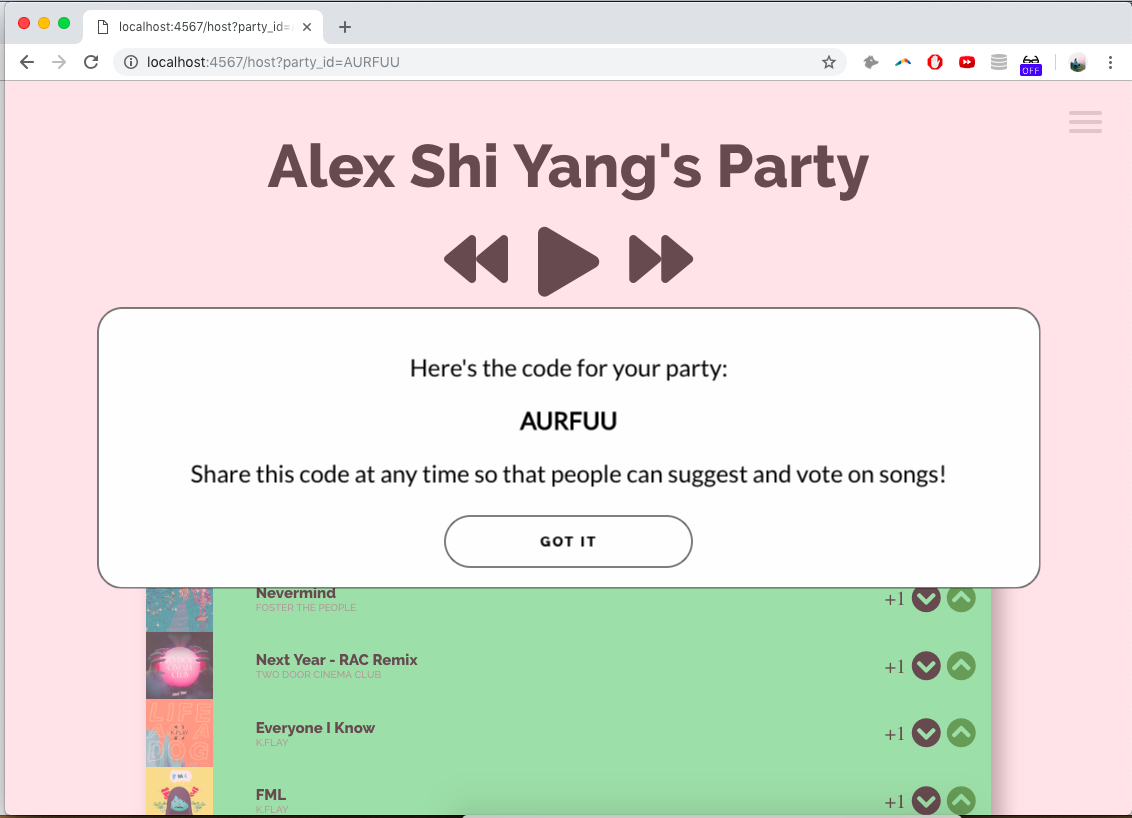 localhost:4567/host?party_id=
localhost:4567/host?party_id=AURFUU
OFF
Alex Shi Yang's Party
Here's the code for your party:
AURFUU
Share this code at any time so that people can suggest and vote on songs!
GOT IT
Nevermind
FOSTER THE PEOPLE
+1
Next Year - RAC Remix
TWO DOOR CINEMA CLUB
+1
LIFE
DOG
Everyone I Know
K.FLAY
+1
FML
K.FLAY
+1